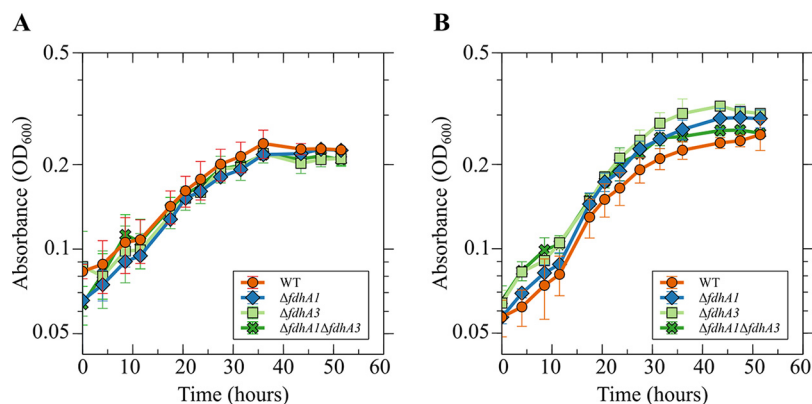 A
Absorbance (OD600)
0.5
0.2
0.1
0.05
0 10 20 30 40 50 60
Time (hours)
WT
ΔfdhA1
ΔfdhA3
ΔfdhA1ΔfdhA3
B
Absorbance (OD600)
0.5
0.2
0.1
0.05
0 10 20 30 40 50 60
Time (hours)
WT
ΔfdhA1
ΔfdhA3
ΔfdhA1ΔfdhA3